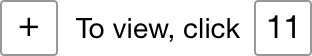 + To view, click 11